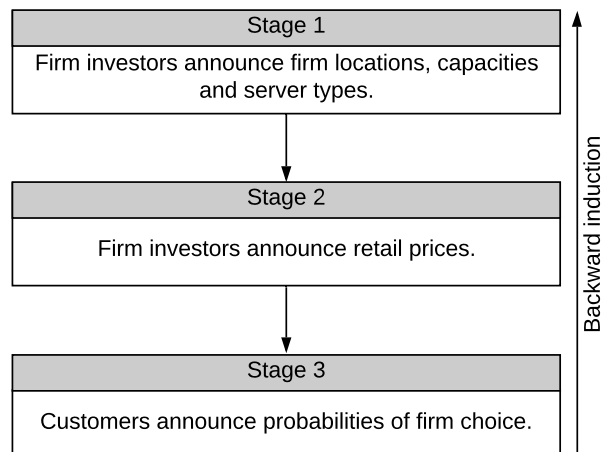 Stage 1
Firm investors announce firm locations, capacities
and server types.
Stage 2
Firm investors announce retail prices.
Stage 3
Customers announce probabilities of firm choice.
Backward induction